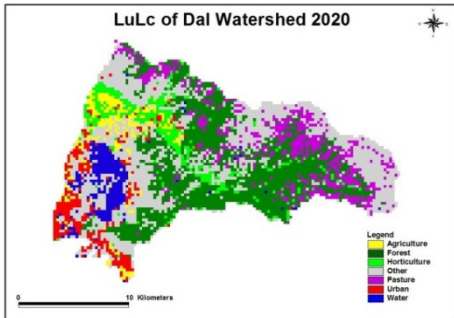 LuLc of Dal Watershed 2020
Legend
Agriculture
Forest
Horticulture
Other
Pasture
Urban
Water
0 10 Kilometers